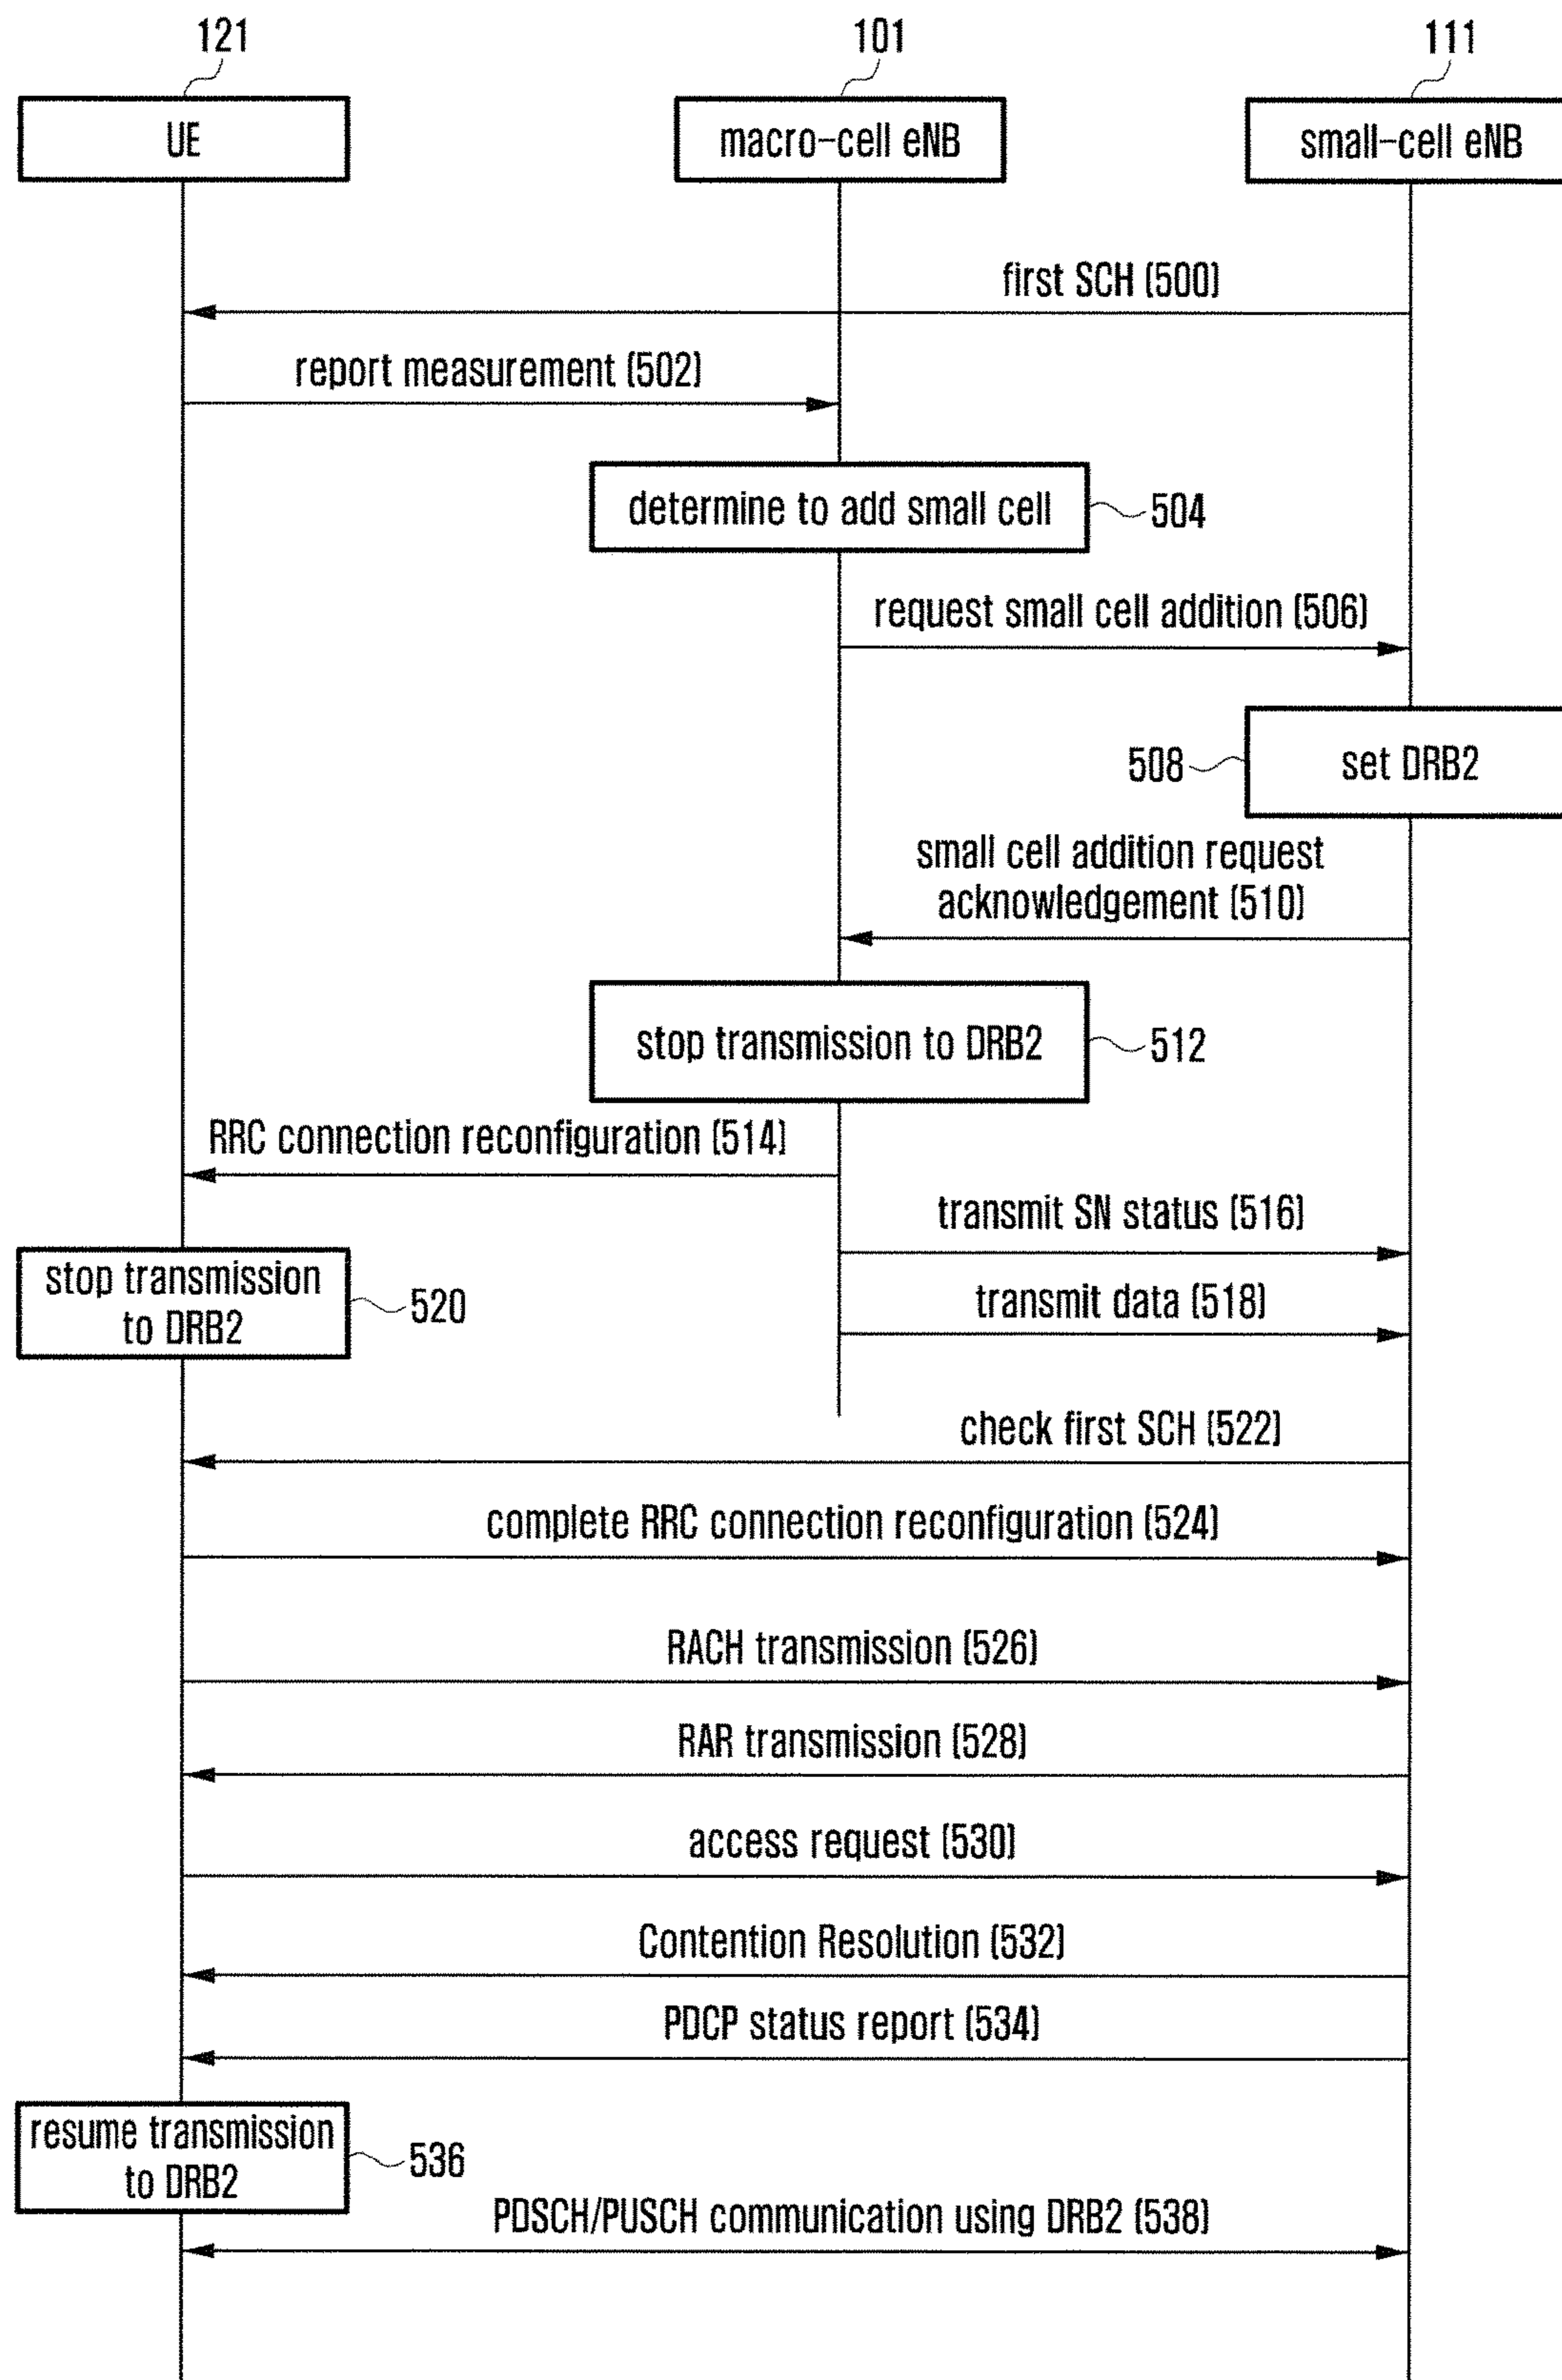 121
101
111
UE
macro-cell eNB
small-cell eNB
first SCH (500)
report measurement (502)
determine to add small cell
504
request small cell addition (506)
508
set DRB2
small cell addition request
acknowledgement (510)
stop transmission to DRB2
512
RRC connection reconfiguration (514)
transmit SN status (516)
stop transmission
to DRB2
520
transmit data (518)
check first SCH (522)
complete RRC connection reconfiguration (524)
RACH transmission (526)
RAR transmission (528)
access request (530)
Contention Resolution (532)
PDCP status report (534)
resume transmission
to DRB2
536
PDSCH/PUSCH communication using DRB2 (538)